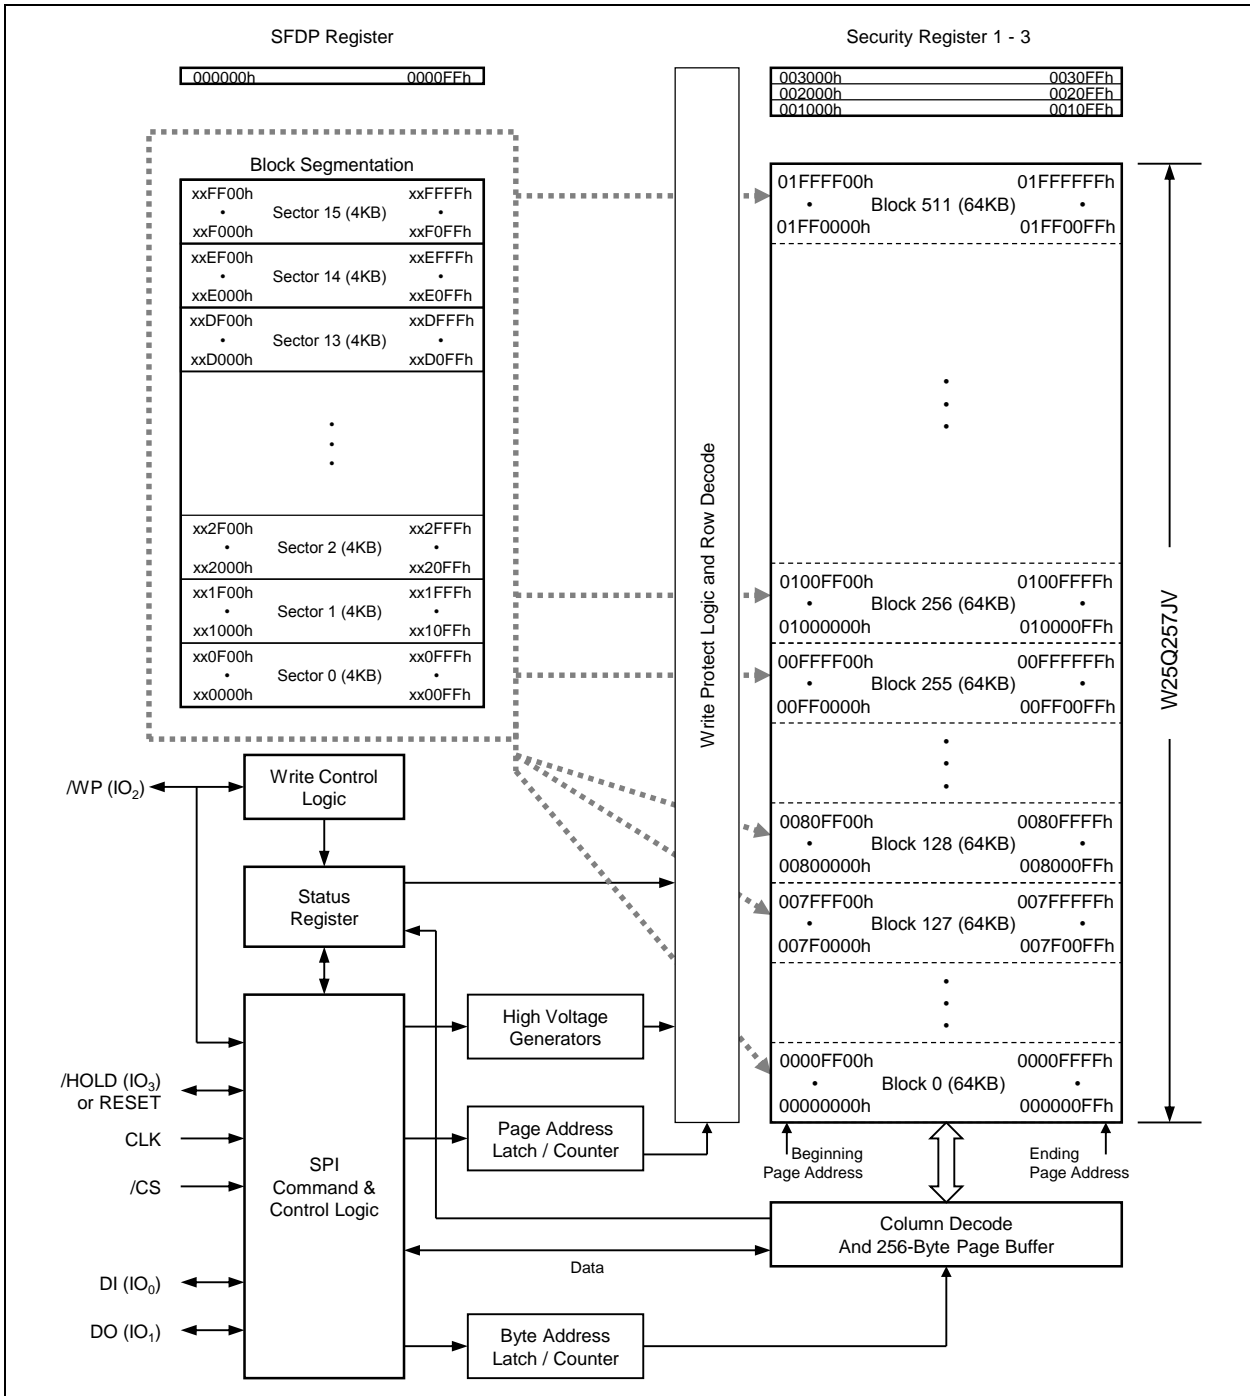 SFDP Register
000000h 0000FFh
Block Segmentation
xxFF00h xxFFFFh
• Sector 15 (4KB) •
xxF000h xxF0FFh
xxEF00h xxEFFFh
• Sector 14 (4KB) •
xxE000h xxE0FFh
xxDF00h xxDFFFh
• Sector 13 (4KB) •
xxD000h xxD0FFh
•
•
•
xx2F00h xx2FFFh
• Sector 2 (4KB) •
xx2000h xx20FFh
xx1F00h xx1FFFh
• Sector 1 (4KB) •
xx1000h xx10FFh
xx0F00h xx0FFFh
• Sector 0 (4KB) •
xx0000h xx00FFh
Write Protect Logic and Row Decode
Security Register 1 - 3
003000h 0030FFh
002000h 0020FFh
001000h 0010FFh
01FFFF00h 01FFFFFFh
• Block 511 (64KB) •
01FF0000h 01FF00FFh
•
•
•
0100FF00h 0100FFFFh
• Block 256 (64KB) •
01000000h 010000FFh
00FFFF00h 00FFFFFFh
• Block 255 (64KB) •
00FF0000h 00FF00FFh
•
•
•
0080FF00h 0080FFFFh
• Block 128 (64KB) •
00800000h 008000FFh
007FFF00h 007FFFFFh
• Block 127 (64KB) •
007F0000h 007F00FFh
•
•
•
0000FF00h 0000FFFFh
• Block 0 (64KB) •
00000000h 000000FFh
W25Q257JV
Beginning
Page Address
Ending
Page Address
/WP (IO2)
Write Control
Logic
Status
Register
/HOLD (IO3)
or RESET
CLK
/CS
DI (IO0)
DO (IO1)
SPI
Command &
Control Logic
High Voltage
Generators
Page Address
Latch / Counter
Column Decode
And 256-Byte Page Buffer
Data
Byte Address
Latch / Counter